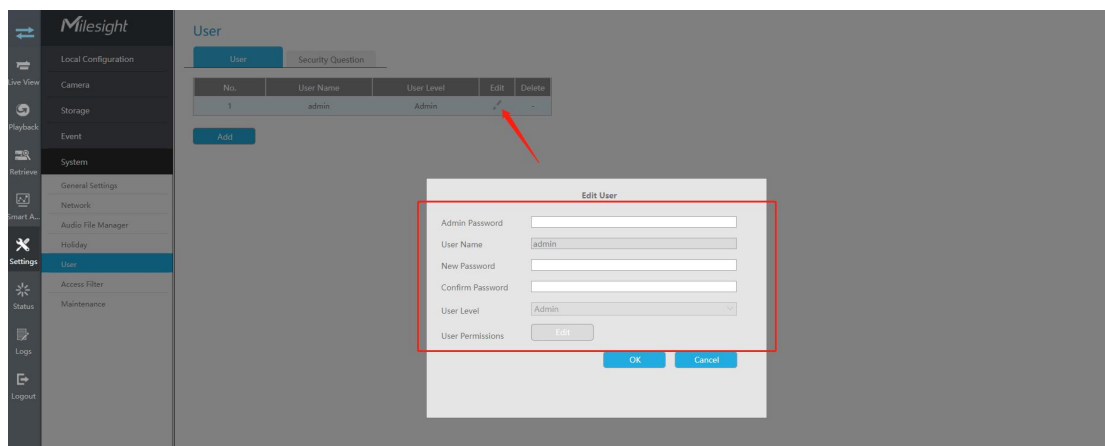 Milesight
Live View
Playback
Retrieve
Smart A...
Settings
Status
Logs
Logout
Local Configuration
Camera
Storage
Event
System
General Settings
Network
Audio File Manager
Holiday
User
Access Filter
Maintenance
User
User Security Question
No. User Name User Level Edit Delete
1 admin Admin -
Add
Edit User
Admin Password
User Name admin
New Password
Confirm Password
User Level Admin
User Permissions Edit
OK Cancel